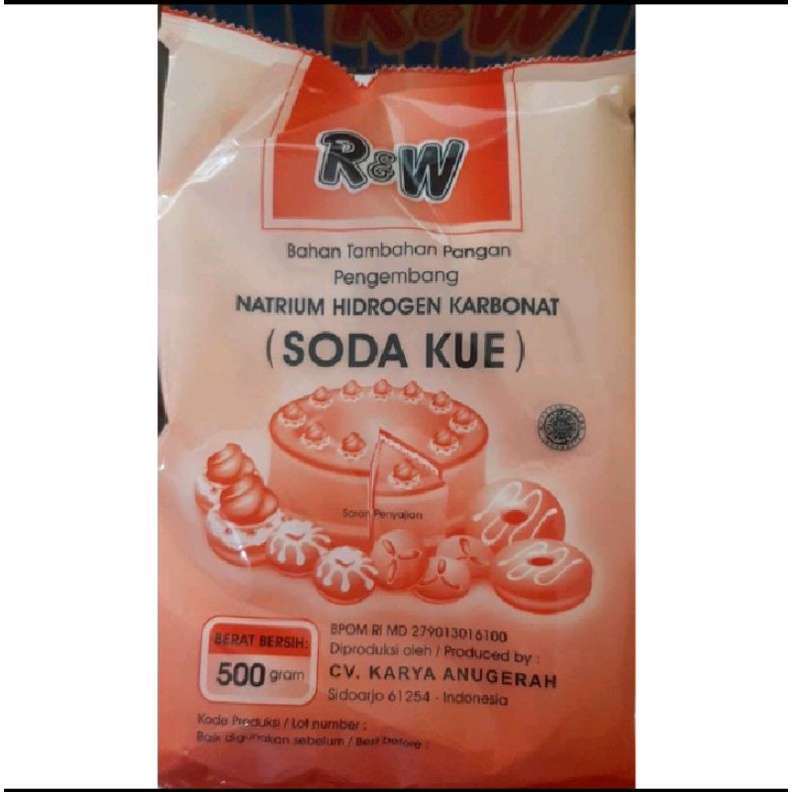 R&W
R&W
Bahan Tambahan Pangan
Pengembang
NATRIUM HIDROGEN KARBONAT
(SODA KUE)
Saran Penyajian
BERAT BERSIH:
500 gram
BPOM RI MD 279013016100
Diproduksi oleh / Produced by :
CV. KARYA ANUGERAH
Sidoarjo 61254 - Indonesia
Kode Produksi / Lot number :
Baik digunakan sebelum / Best before :